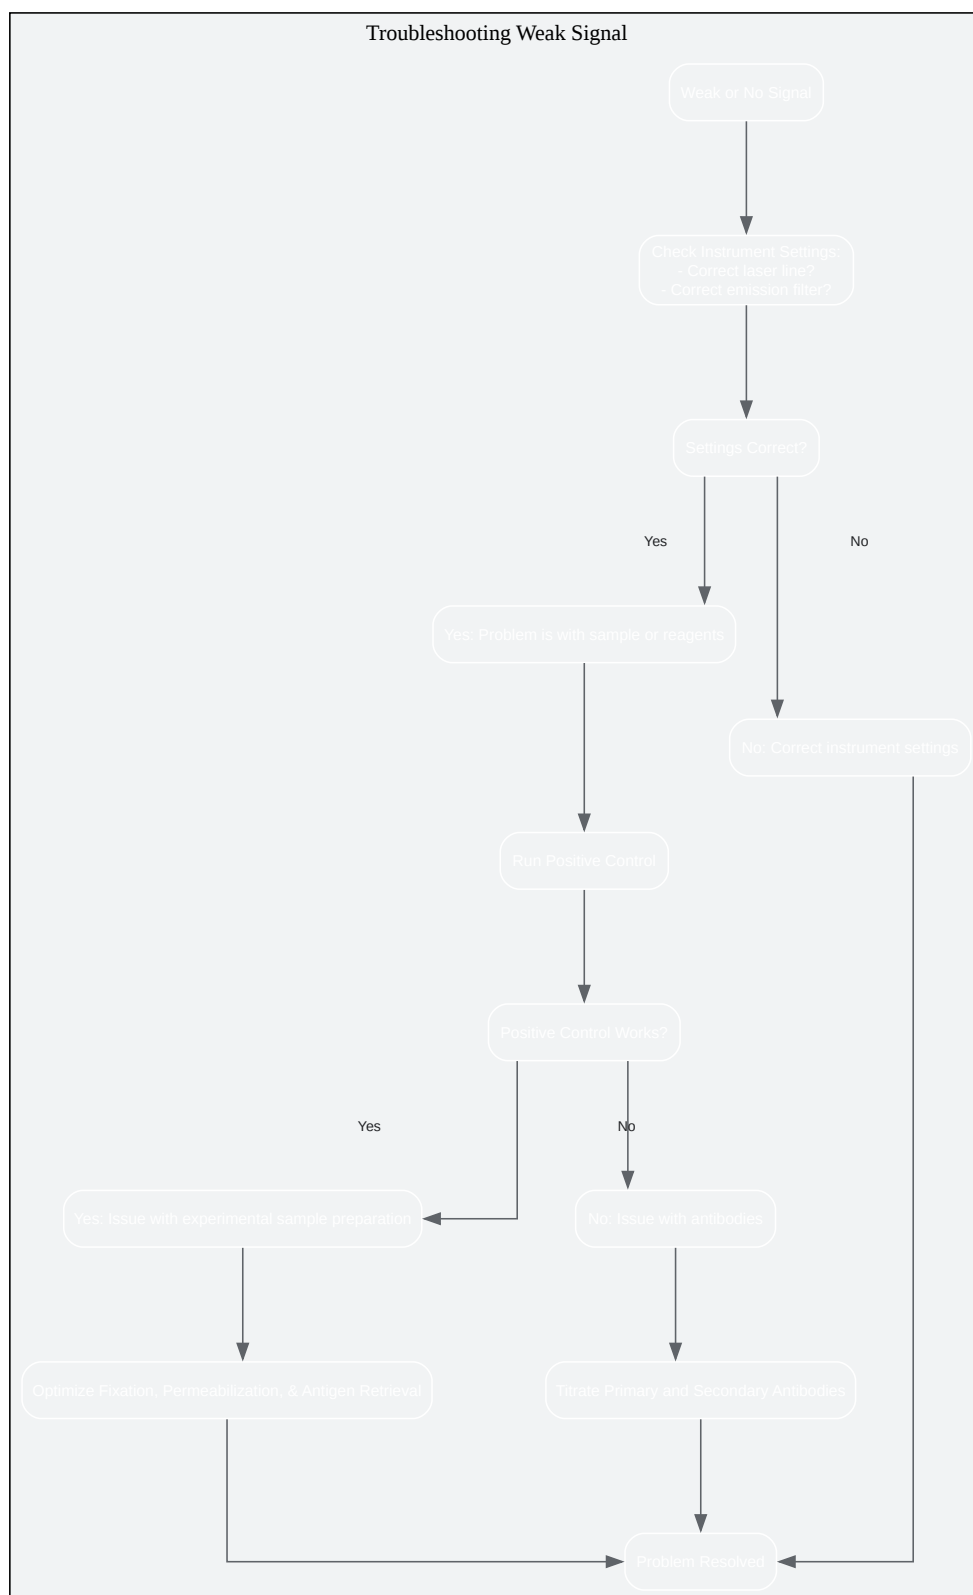 Troubleshooting Weak Signal
Weak or No Signal
Check Instrument Settings:
- Correct laser line?
- Correct emission filter?
Settings Correct?
Yes
No
Yes: Problem is with sample or reagents
No: Correct instrument settings
Run Positive Control
Positive Control Works?
Yes
No
Yes: Issue with experimental sample preparation
No: Issue with antibodies
Optimize Fixation, Permeabilization, & Antigen Retrieval
Titrate Primary and Secondary Antibodies
Problem Resolved